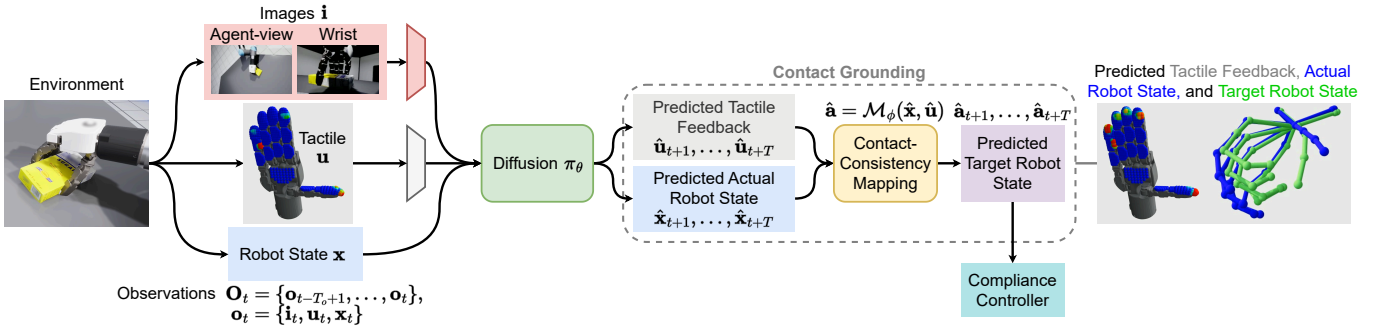 Environment
Images i
Agent-view
Wrist
Tactile
u
Robot State x
Observations O_t = {o_{t−T_o+1}, . . . , o_t},
o_t = {i_t, u_t, x_t}
Diffusion π_θ
Contact Grounding
Predicted Tactile
Feedback
û_{t+1}, . . . , û_{t+T}
Predicted Actual
Robot State
x̂_{t+1}, . . . , x̂_{t+T}
â = M_ϕ(x̂, û)
Contact-
Consistency
Mapping
â_{t+1}, . . . , â_{t+T}
Predicted
Target Robot
State
Compliance
Controller
Predicted Tactile Feedback, Actual
Robot State, and Target Robot State